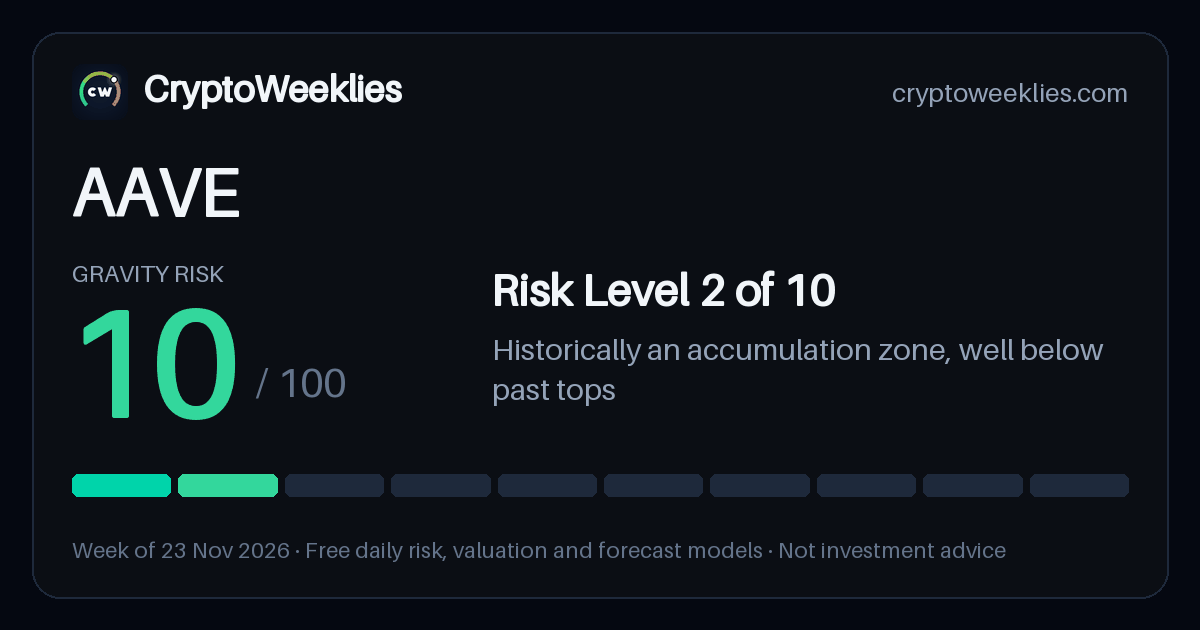 CW
CryptoWeeklies
cryptoweeklies.com
AAVE
GRAVITY RISK
10 / 100
Risk Level 2 of 10
Historically an accumulation zone, well below
past tops
Week of 23 Nov 2026 · Free daily risk, valuation and forecast models · Not investment advice